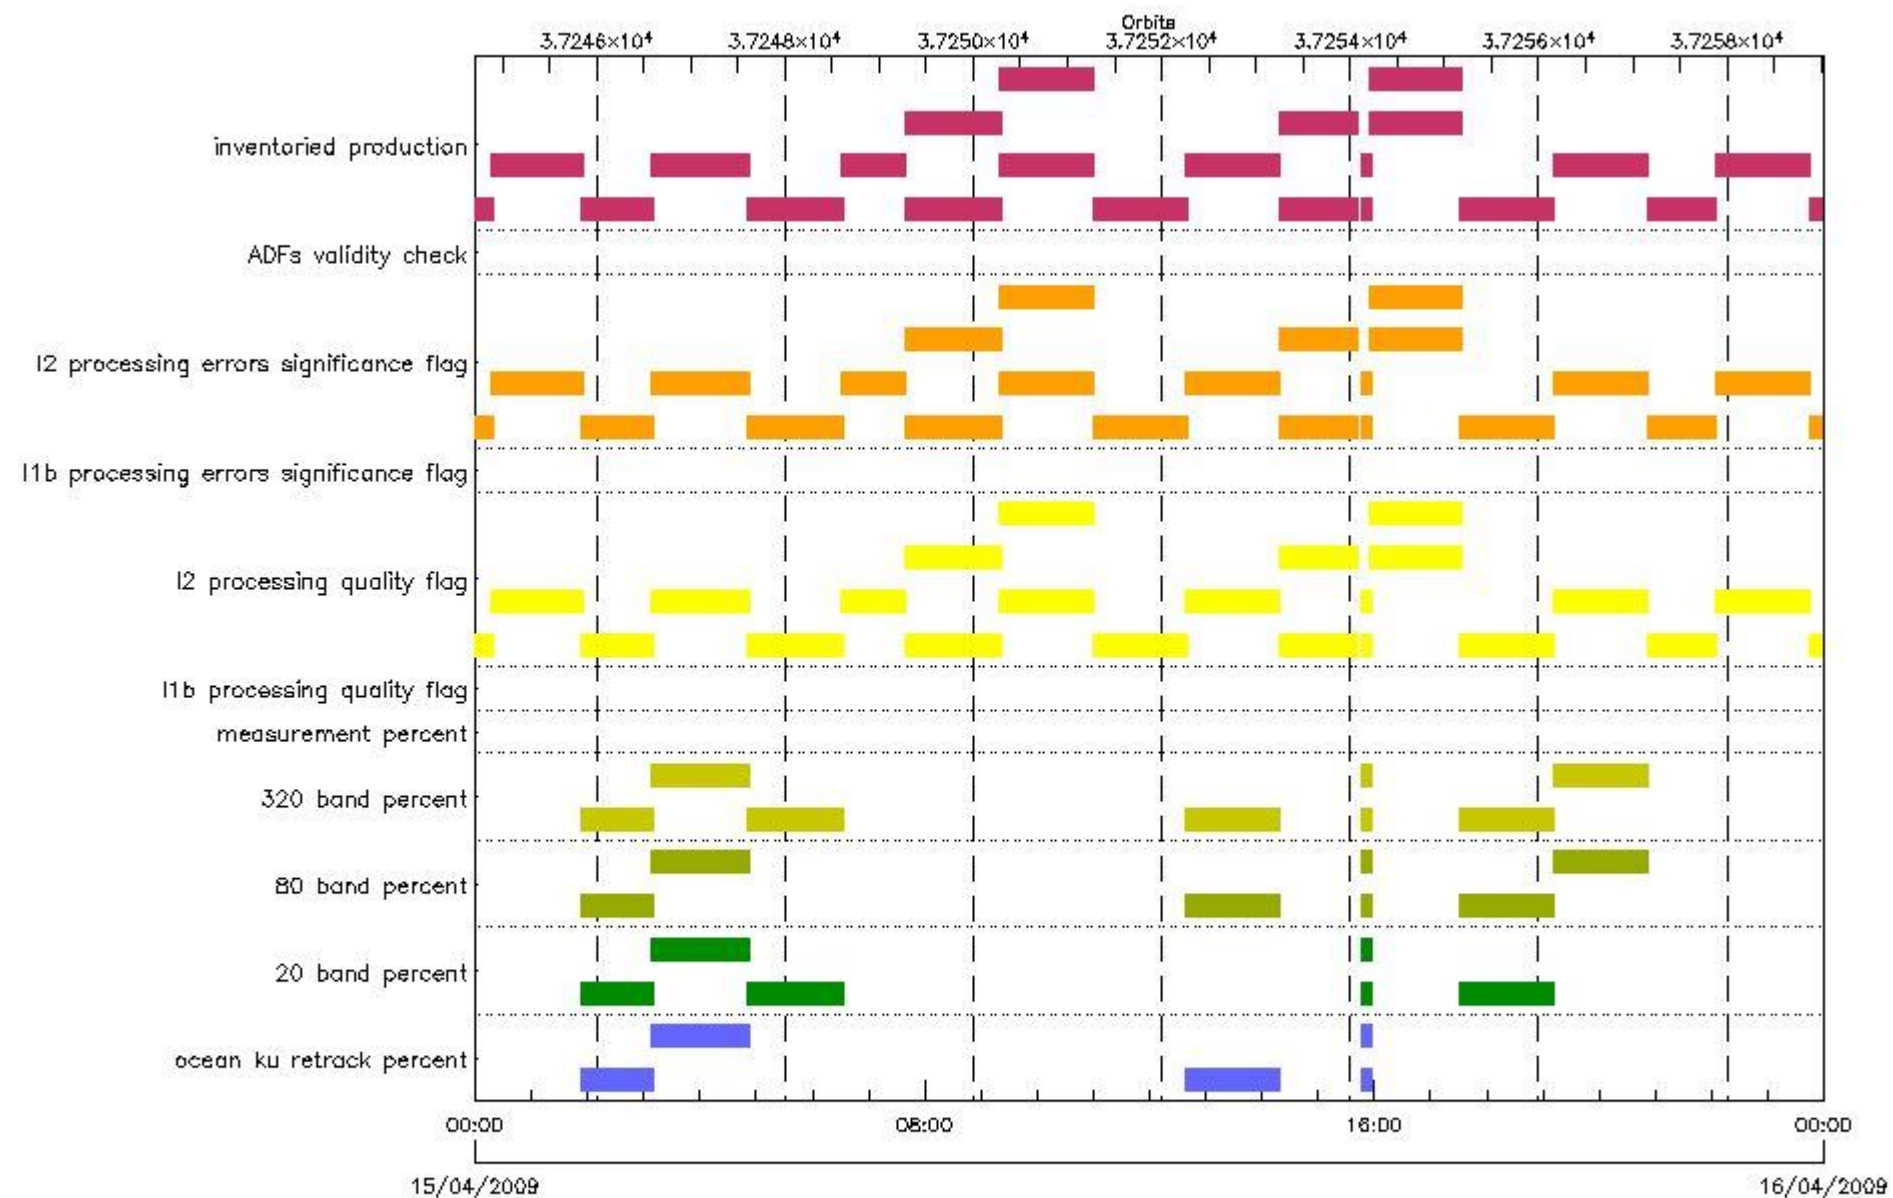 Orbits
3.7246×10⁴ 3.7248×10⁴ 3.7250×10⁴ 3.7252×10⁴ 3.7254×10⁴ 3.7256×10⁴ 3.7258×10⁴
inventoried production
ADFs validity check
l2 processing errors significance flag
l1b processing errors significance flag
l2 processing quality flag
l1b processing quality flag
measurement percent
320 band percent
80 band percent
20 band percent
ocean ku retrack percent
00:00 08:00 16:00 00:00
15/04/2009 16/04/2009